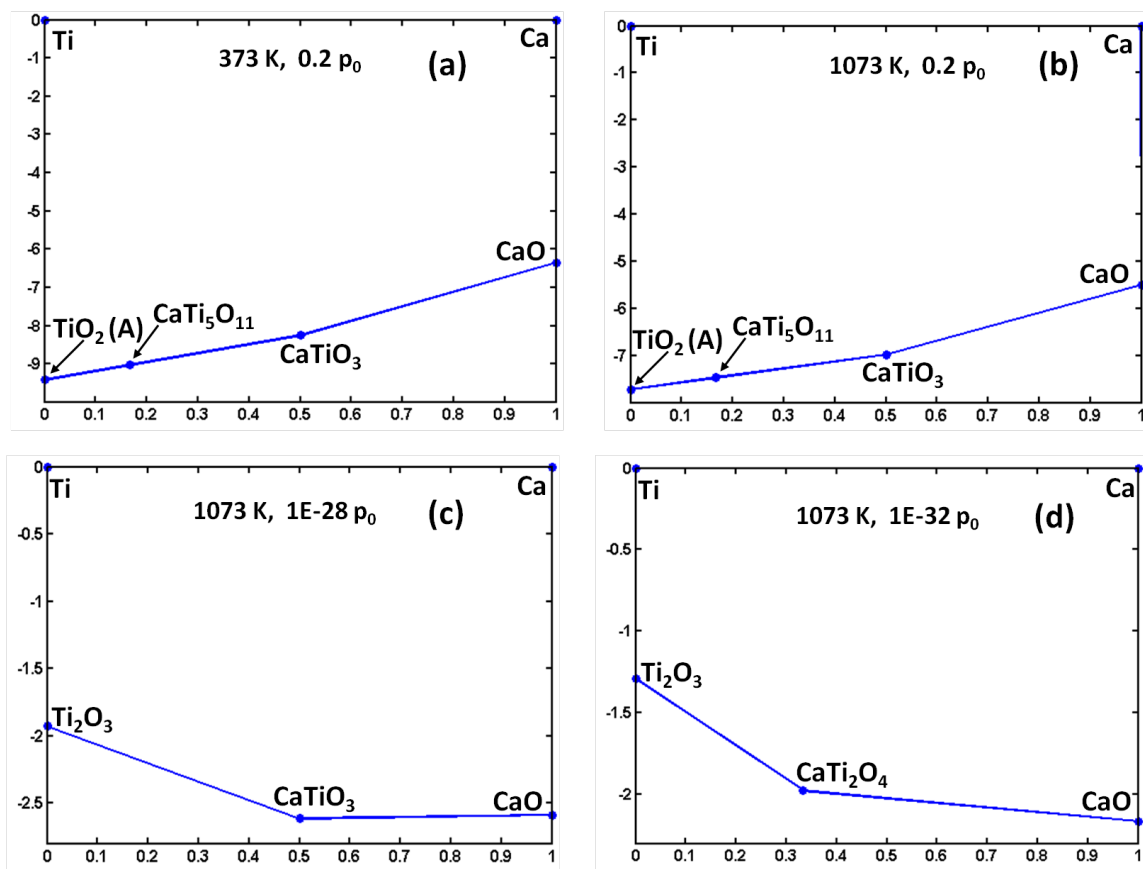 0
Ti
Ca
373 K, 0.2 p₀
(a)
-1
-2
-3
-4
-5
-6
-7
-8
-9
CaO
CaTi₅O₁₁
TiO₂ (A)
CaTiO₃
0 0.1 0.2 0.3 0.4 0.5 0.6 0.7 0.8 0.9 1
0
Ti
Ca
1073 K, 0.2 p₀
(b)
-1
-2
-3
-4
-5
-6
-7
CaO
CaTi₅O₁₁
TiO₂ (A)
CaTiO₃
0 0.1 0.2 0.3 0.4 0.5 0.6 0.7 0.8 0.9 1
0
Ti
Ca
1073 K, 1E-28 p₀
(c)
-0.5
-1
-1.5
-2
-2.5
Ti₂O₃
CaTiO₃
CaO
0 0.1 0.2 0.3 0.4 0.5 0.6 0.7 0.8 0.9 1
0
Ti
Ca
1073 K, 1E-32 p₀
(d)
-0.5
-1
-1.5
-2
Ti₂O₃
CaTi₂O₄
CaO
0 0.1 0.2 0.3 0.4 0.5 0.6 0.7 0.8 0.9 1